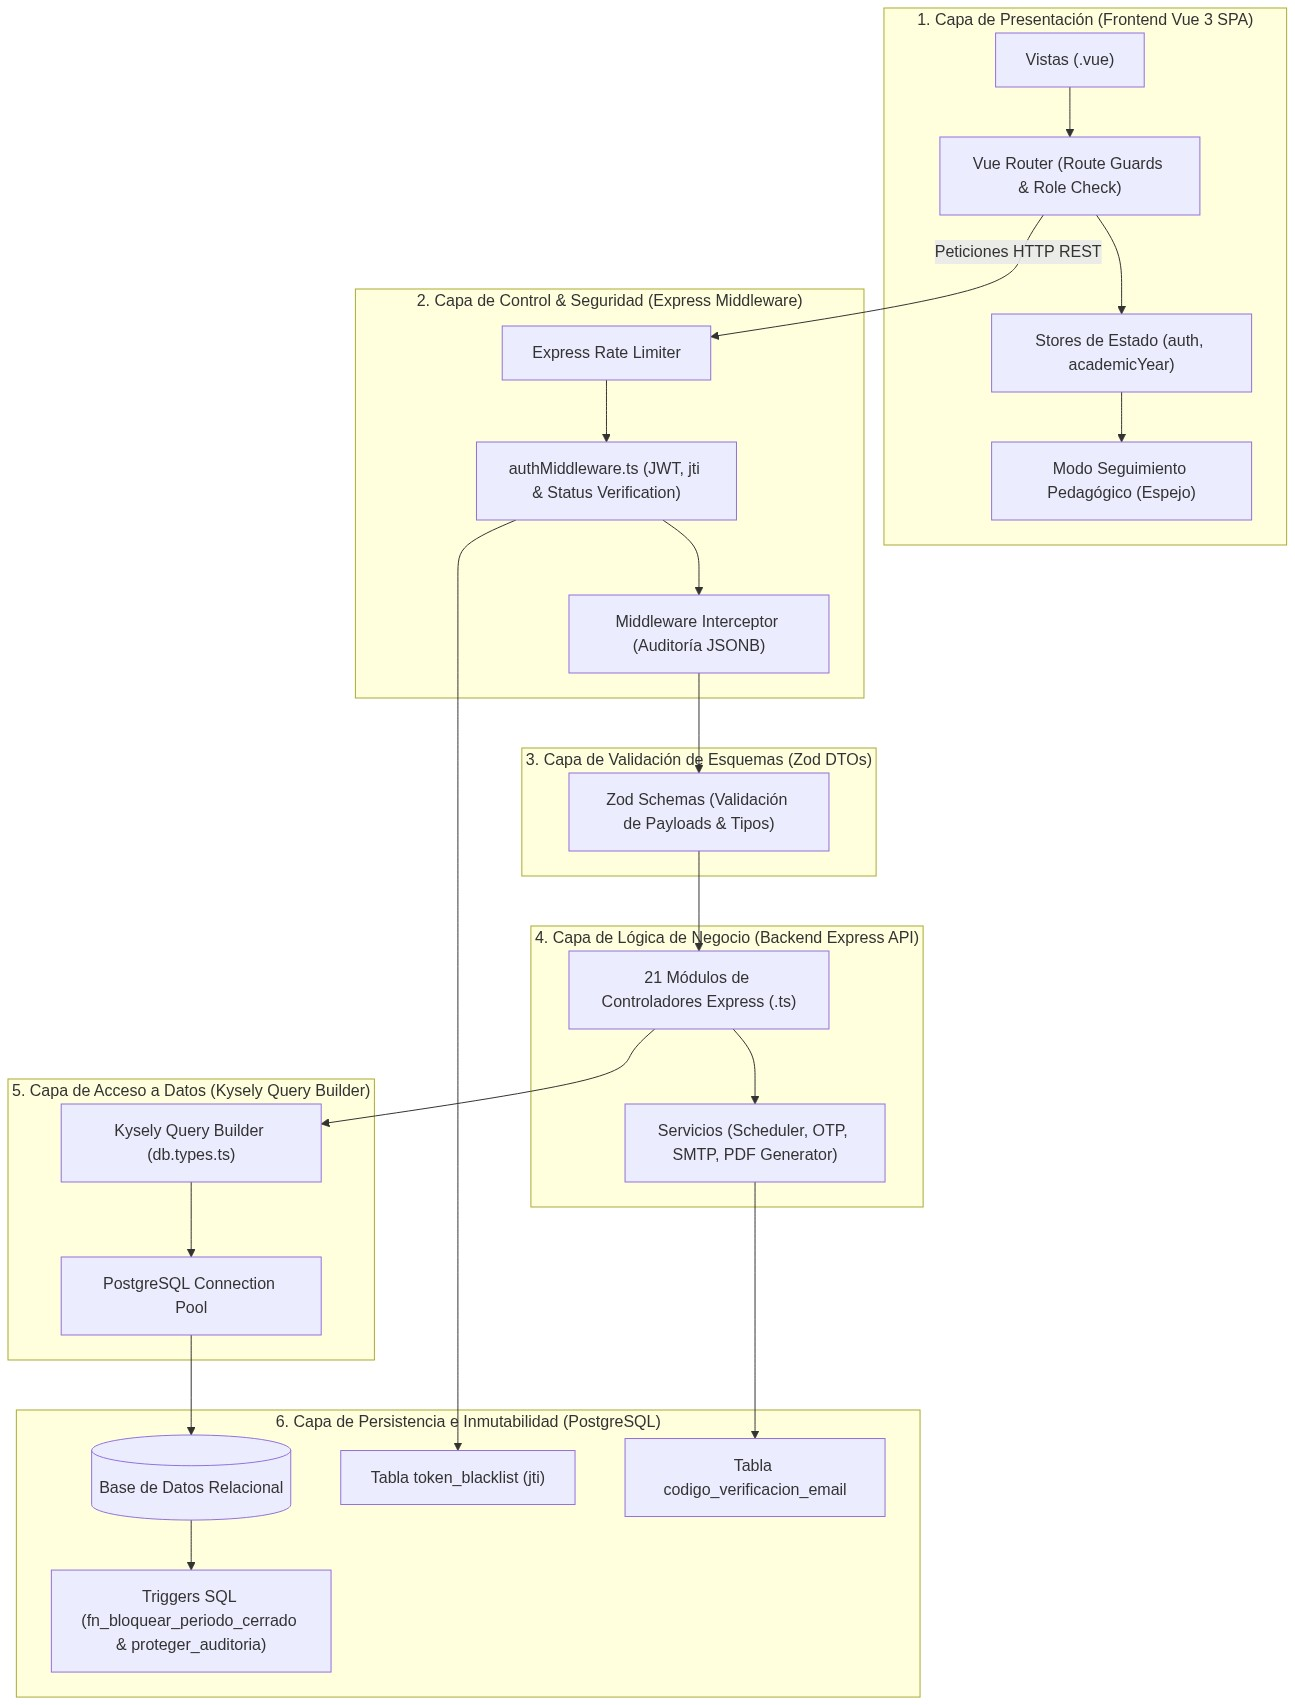 1. Capa de Presentación (Frontend Vue 3 SPA)
Vistas (.vue)
Vue Router (Route Guards
& Role Check)
Peticiones HTTP REST
Stores de Estado (auth,
academicYear)
Modo Seguimiento
Pedagógico (Espejo)
2. Capa de Control & Seguridad (Express Middleware)
Express Rate Limiter
authMiddleware.ts (JWT, jti
& Status Verification)
Middleware Interceptor
(Auditoría JSONB)
3. Capa de Validación de Esquemas (Zod DTOs)
Zod Schemas (Validación
de Payloads & Tipos)
4. Capa de Lógica de Negocio (Backend Express API)
21 Módulos de
Controladores Express (.ts)
Servicios (Scheduler, OTP,
SMTP, PDF Generator)
5. Capa de Acceso a Datos (Kysely Query Builder)
Kysely Query Builder
(db.types.ts)
PostgreSQL Connection
Pool
6. Capa de Persistencia e Inmutabilidad (PostgreSQL)
Base de Datos Relacional
Tabla token_blacklist (jti)
Tabla
codigo_verificacion_email
Triggers SQL
(fn_bloquear_periodo_cerrado
& proteger_auditoria)